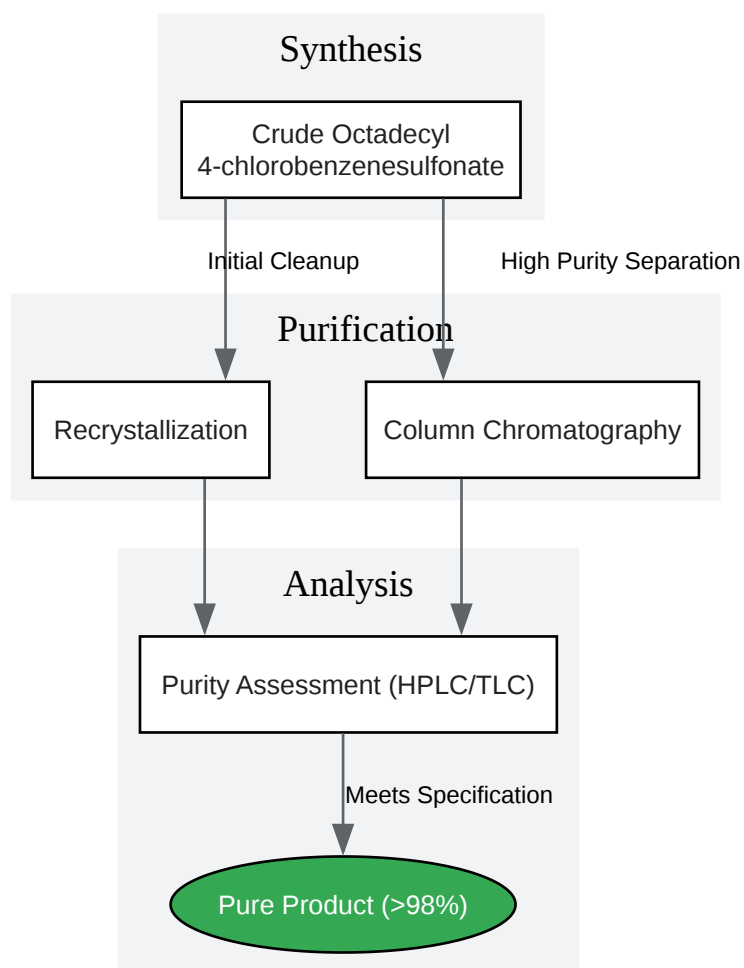 Synthesis
Crude Octadecyl
4-chlorobenzenesulfonate
Initial Cleanup
High Purity Separation
Purification
Recrystallization
Column Chromatography
Analysis
Purity Assessment (HPLC/TLC)
Meets Specification
Pure Product (>98%)